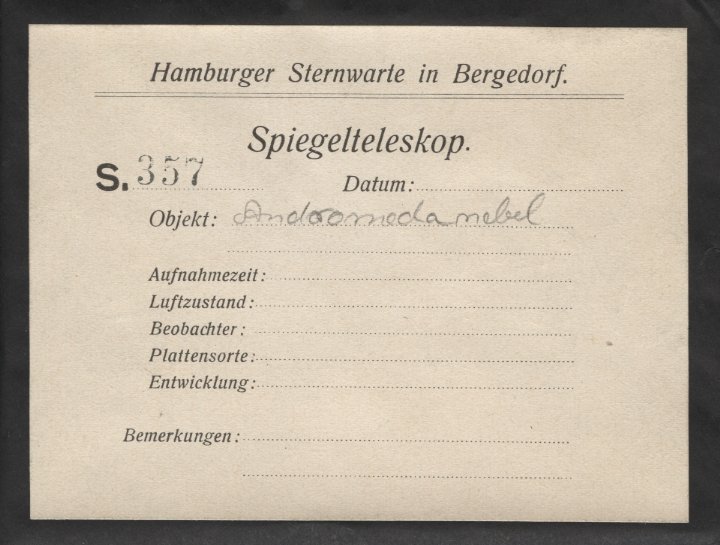 Hamburger Sternwarte in Bergedorf.
Spiegelteleskop.
S. 357
Datum:
Objekt: Andromedanebel
Aufnahmezeit:
Luftzustand:
Beobachter:
Plattensorte:
Entwicklung:
Bemerkungen: